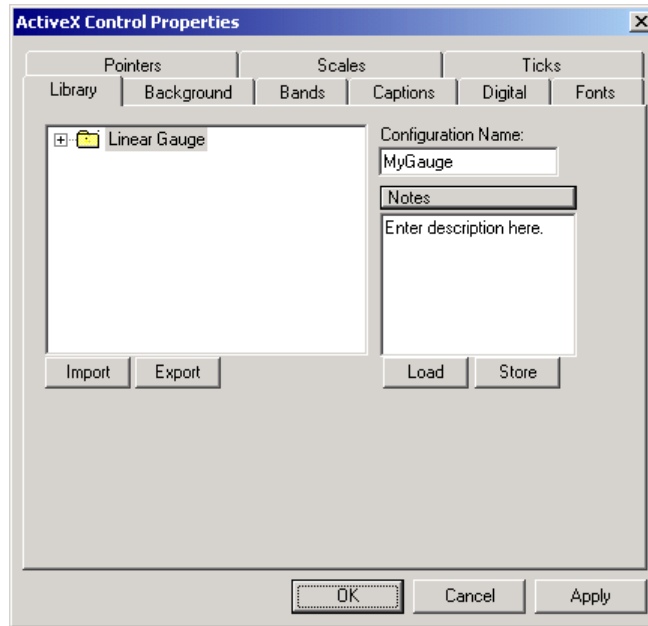 ActiveX Control Properties
Pointers Scales Ticks
Library Background Bands Captions Digital Fonts
Linear Gauge
Configuration Name:
MyGauge
Notes
Enter description here.
Import Export Load Store
OK Cancel Apply